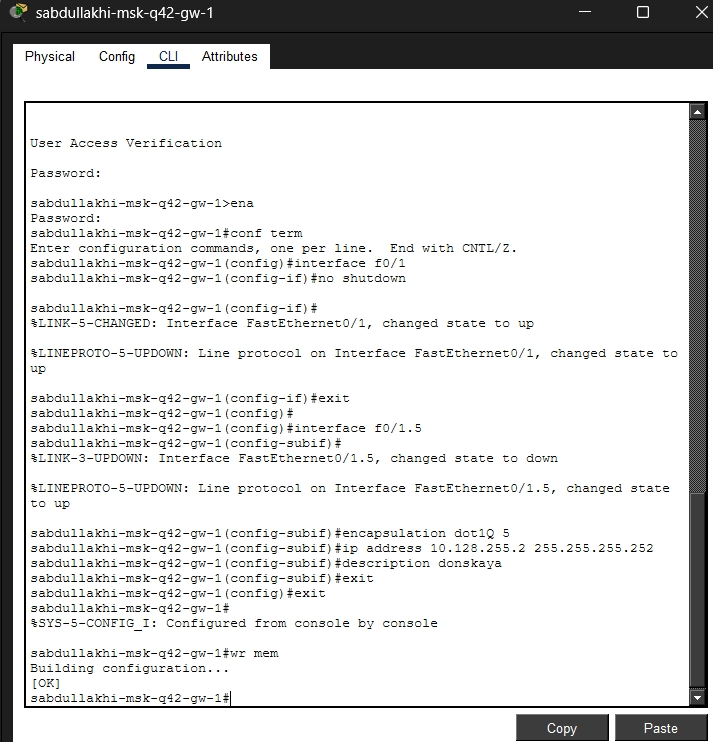 sabdullakhi-msk-q42-gw-1
Physical Config CLI Attributes
User Access Verification
Password:
sabdullakhi-msk-q42-gw-1>ena
Password:
sabdullakhi-msk-q42-gw-1#conf term
Enter configuration commands, one per line.  End with CNTL/Z.
sabdullakhi-msk-q42-gw-1(config)#interface f0/1
sabdullakhi-msk-q42-gw-1(config-if)#no shutdown
sabdullakhi-msk-q42-gw-1(config-if)#
%LINK-5-CHANGED: Interface FastEthernet0/1, changed state to up
%LINEPROTO-5-UPDOWN: Line protocol on Interface FastEthernet0/1, changed state to
up
sabdullakhi-msk-q42-gw-1(config-if)#exit
sabdullakhi-msk-q42-gw-1(config)#
sabdullakhi-msk-q42-gw-1(config)#interface f0/1.5
sabdullakhi-msk-q42-gw-1(config-subif)#
%LINK-3-UPDOWN: Interface FastEthernet0/1.5, changed state to down
%LINEPROTO-5-UPDOWN: Line protocol on Interface FastEthernet0/1.5, changed state
to up
sabdullakhi-msk-q42-gw-1(config-subif)#encapsulation dot1Q 5
sabdullakhi-msk-q42-gw-1(config-subif)#ip address 10.128.255.2 255.255.255.252
sabdullakhi-msk-q42-gw-1(config-subif)#description donskaya
sabdullakhi-msk-q42-gw-1(config-subif)#exit
sabdullakhi-msk-q42-gw-1(config)#exit
sabdullakhi-msk-q42-gw-1#
%SYS-5-CONFIG_I: Configured from console by console
sabdullakhi-msk-q42-gw-1#wr mem
Building configuration...
[OK]
sabdullakhi-msk-q42-gw-1#
Copy Paste